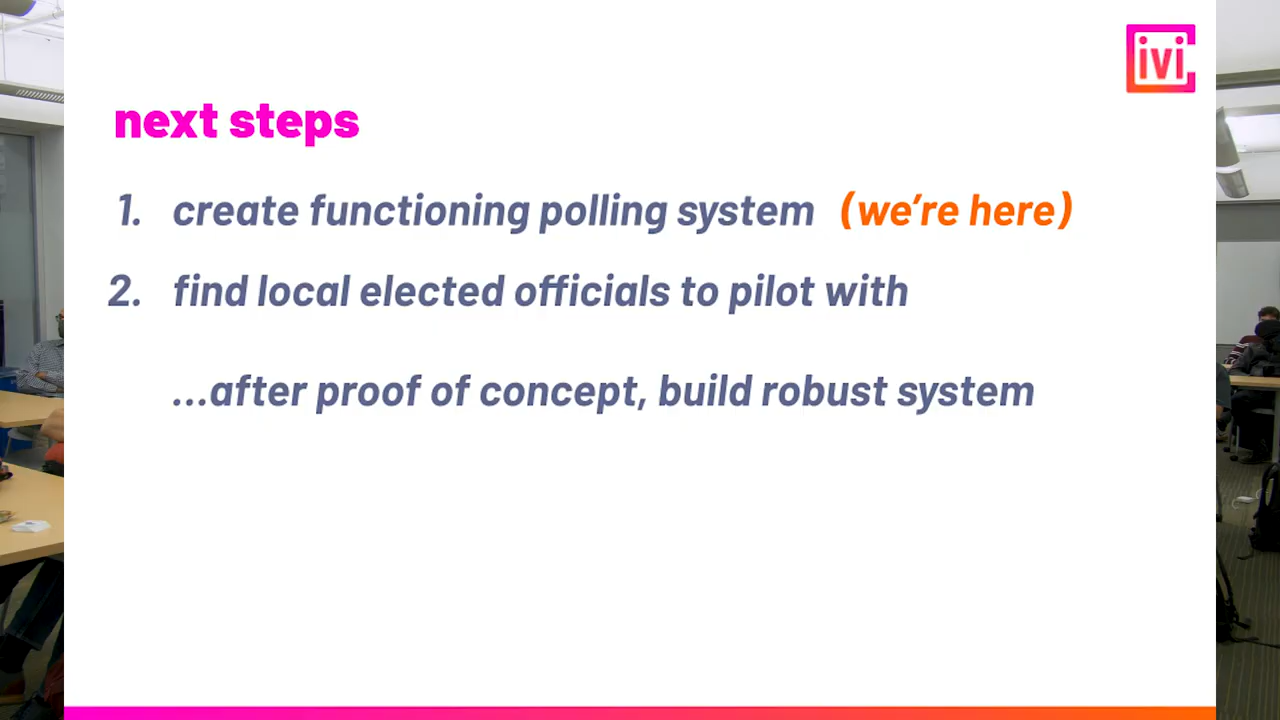 ivi
next steps
1. create functioning polling system (we're here)
2. find local elected officials to pilot with
...after proof of concept, build robust system